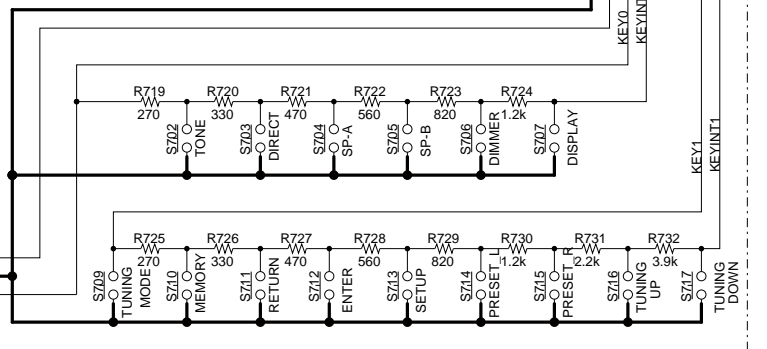 KEY0
KEYINT
R719 R720 R721 R722 R723 R724
270 330 470 560 820 1.2k
S702 TONE S703 DIRECT S704 SP-A S705 SP-B S706 DIMMER S707 DISPLAY
KEY1
KEYINT1
R725 R726 R727 R728 R729 R730 R731 R732
270 330 470 560 820 1.2k 2.2k 3.9k
S709 TUNING MODE S710 MEMORY S711 RETURN S712 ENTER S713 SETUP S714 PRESET_L S715 PRESET_R S716 TUNING UP S717 TUNING DOWN